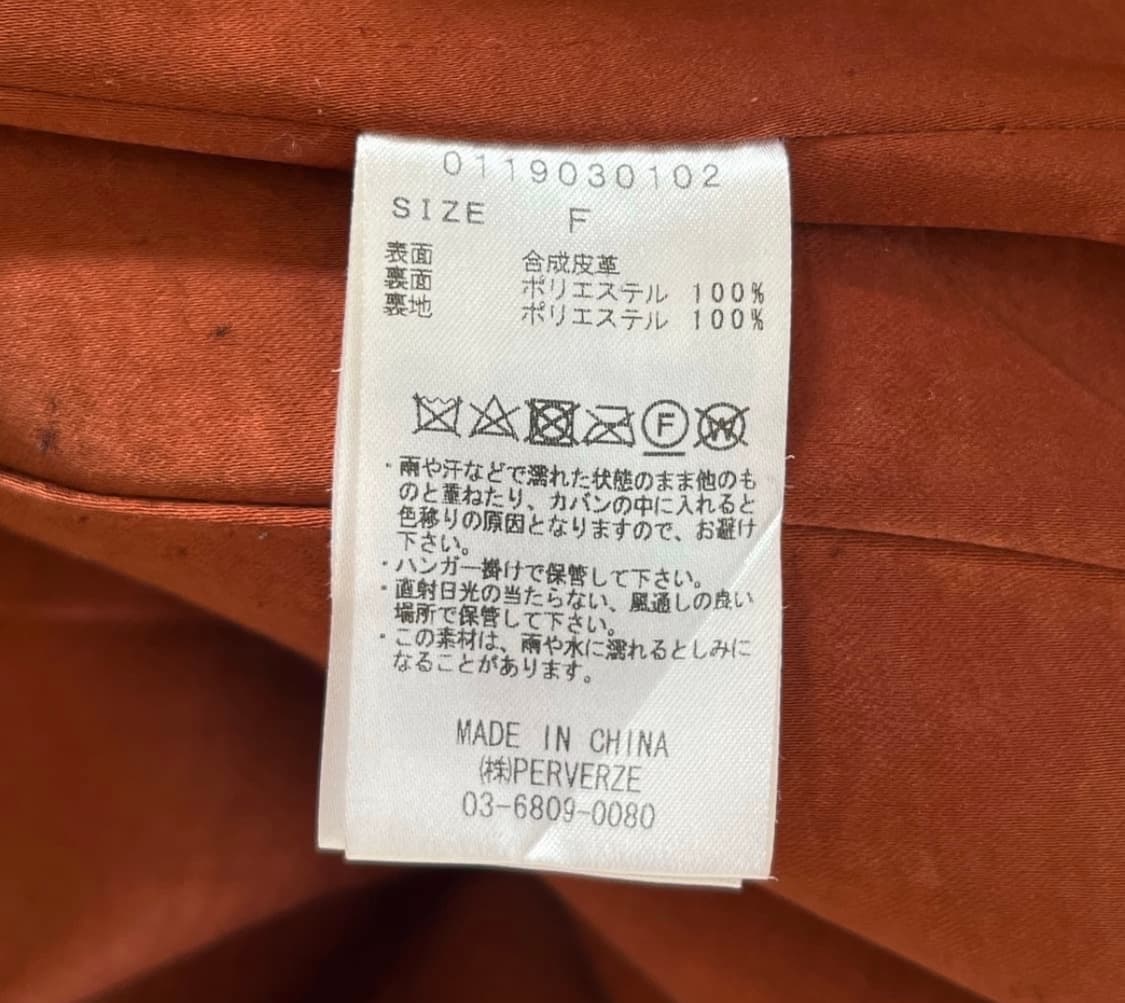 0119030102
SIZE F
表面 合成皮革
裏面 ポリエステル 100%
裏地 ポリエステル 100%
F W
・雨や汗などで濡れた状態のまま他のも
のと重ねたり、カバンの中に入れると
色移りの原因となりますので、お避け
下さい。
・ハンガー掛けで保管して下さい。
・直射日光の当たらない、風通しの良い
場所で保管して下さい。
・この素材は、雨や水に濡れるとしみに
なることがあります。
MADE IN CHINA
㈱PERVERZE
03-6809-0080